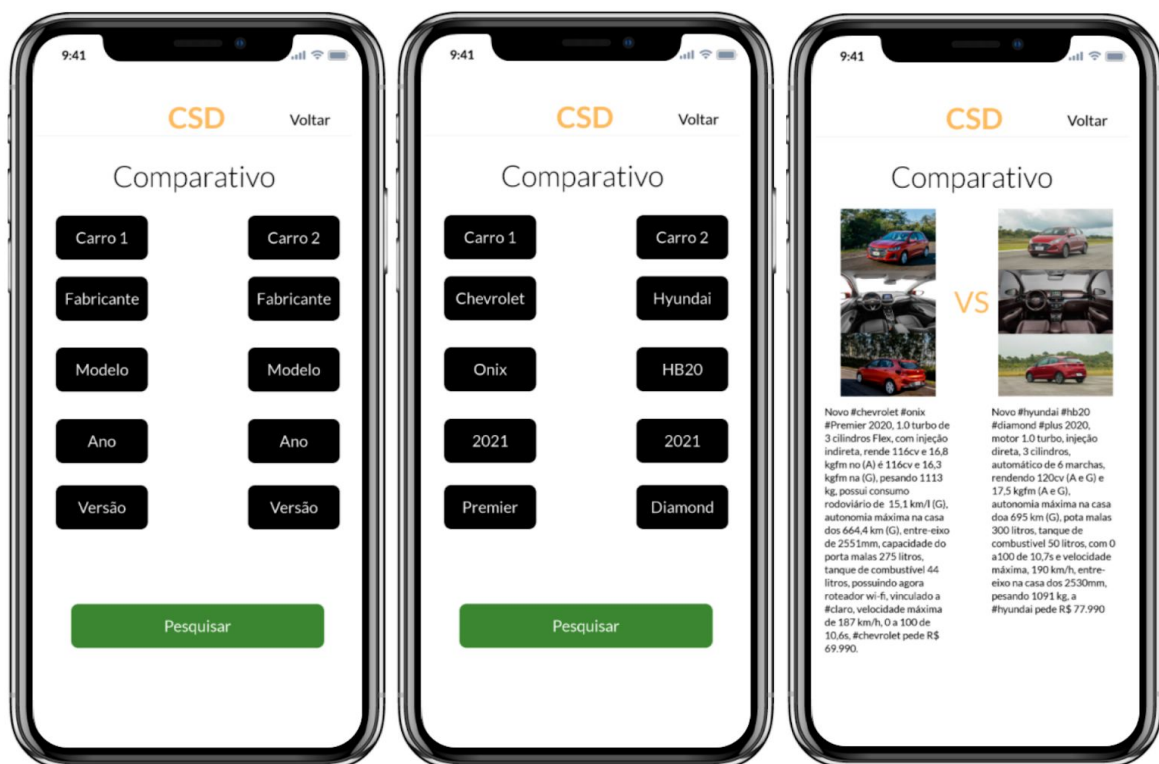 9:41
CSD
Voltar
Comparativo
Carro 1
Carro 2
Fabricante
Fabricante
Modelo
Modelo
Ano
Ano
Versão
Versão
Pesquisar
9:41
CSD
Voltar
Comparativo
Carro 1
Carro 2
Chevrolet
Hyundai
Onix
HB20
2021
2021
Premier
Diamond
Pesquisar
9:41
CSD
Voltar
Comparativo
VS
Novo #chevrolet #onix
#Premier 2020, 1.0 turbo de
3 cilindros Flex, com injeção
indireta, rende 116cv e 16,8
kgfm no (A) é 116cv e 16,3
kgfm na (G), pesando 1113
kg, possui consumo
rodoviário de 15,1 km/l (G),
autonomia máxima na casa
dos 664,4 km (G), entre-eixo
de 2551mm, capacidade do
porta malas 275 litros,
tanque de combustível 44
litros, possuindo agora
roteador wi-fi, vinculado a
#claro, velocidade máxima
de 187 km/h, 0 a 100 de
10,6s, #chevrolet pede R$
69.990.
Novo #hyundai #hb20
#diamond #plus 2020,
motor 1.0 turbo, injeção
direta, 3 cilindros,
automático de 6 marchas,
rendendo 120cv (A e G) e
17,5 kgfm (A e G),
autonomia máxima na casa
doa 695 km (G), pota malas
300 litros, tanque de
combustivel 50 litros, com 0
a100 de 10,7s e velocidade
máxima, 190 km/h, entre-
eixo na casa dos 2530mm,
pesando 1091 kg, a
#hyundai pede R$ 77.990